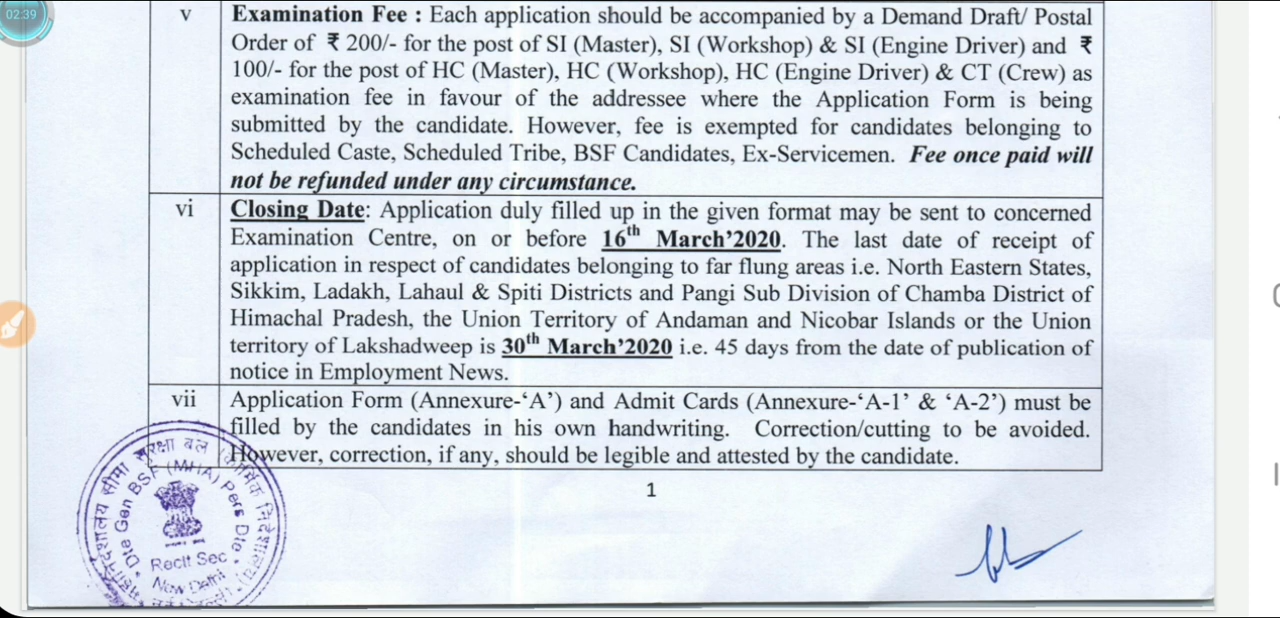 02:39
v Examination Fee : Each application should be accompanied by a Demand Draft/ Postal
Order of ₹ 200/- for the post of SI (Master), SI (Workshop) & SI (Engine Driver) and ₹
100/- for the post of HC (Master), HC (Workshop), HC (Engine Driver) & CT (Crew) as
examination fee in favour of the addressee where the Application Form is being
submitted by the candidate. However, fee is exempted for candidates belonging to
Scheduled Caste, Scheduled Tribe, BSF Candidates, Ex-Servicemen. Fee once paid will
not be refunded under any circumstance.
vi Closing Date: Application duly filled up in the given format may be sent to concerned
Examination Centre, on or before 16th March'2020. The last date of receipt of
application in respect of candidates belonging to far flung areas i.e. North Eastern States,
Sikkim, Ladakh, Lahaul & Spiti Districts and Pangi Sub Division of Chamba District of
Himachal Pradesh, the Union Territory of Andaman and Nicobar Islands or the Union
territory of Lakshadweep is 30th March'2020 i.e. 45 days from the date of publication of
notice in Employment News.
vii Application Form (Annexure-‘A’) and Admit Cards (Annexure-‘A-1’ & ‘A-2’) must be
filled by the candidates in his own handwriting. Correction/cutting to be avoided.
However, correction, if any, should be legible and attested by the candidate.
1
सीमा सुरक्षा बल
Dte Gen BSF (MHA) Pers Dte
Rectt Sec
New Delhi